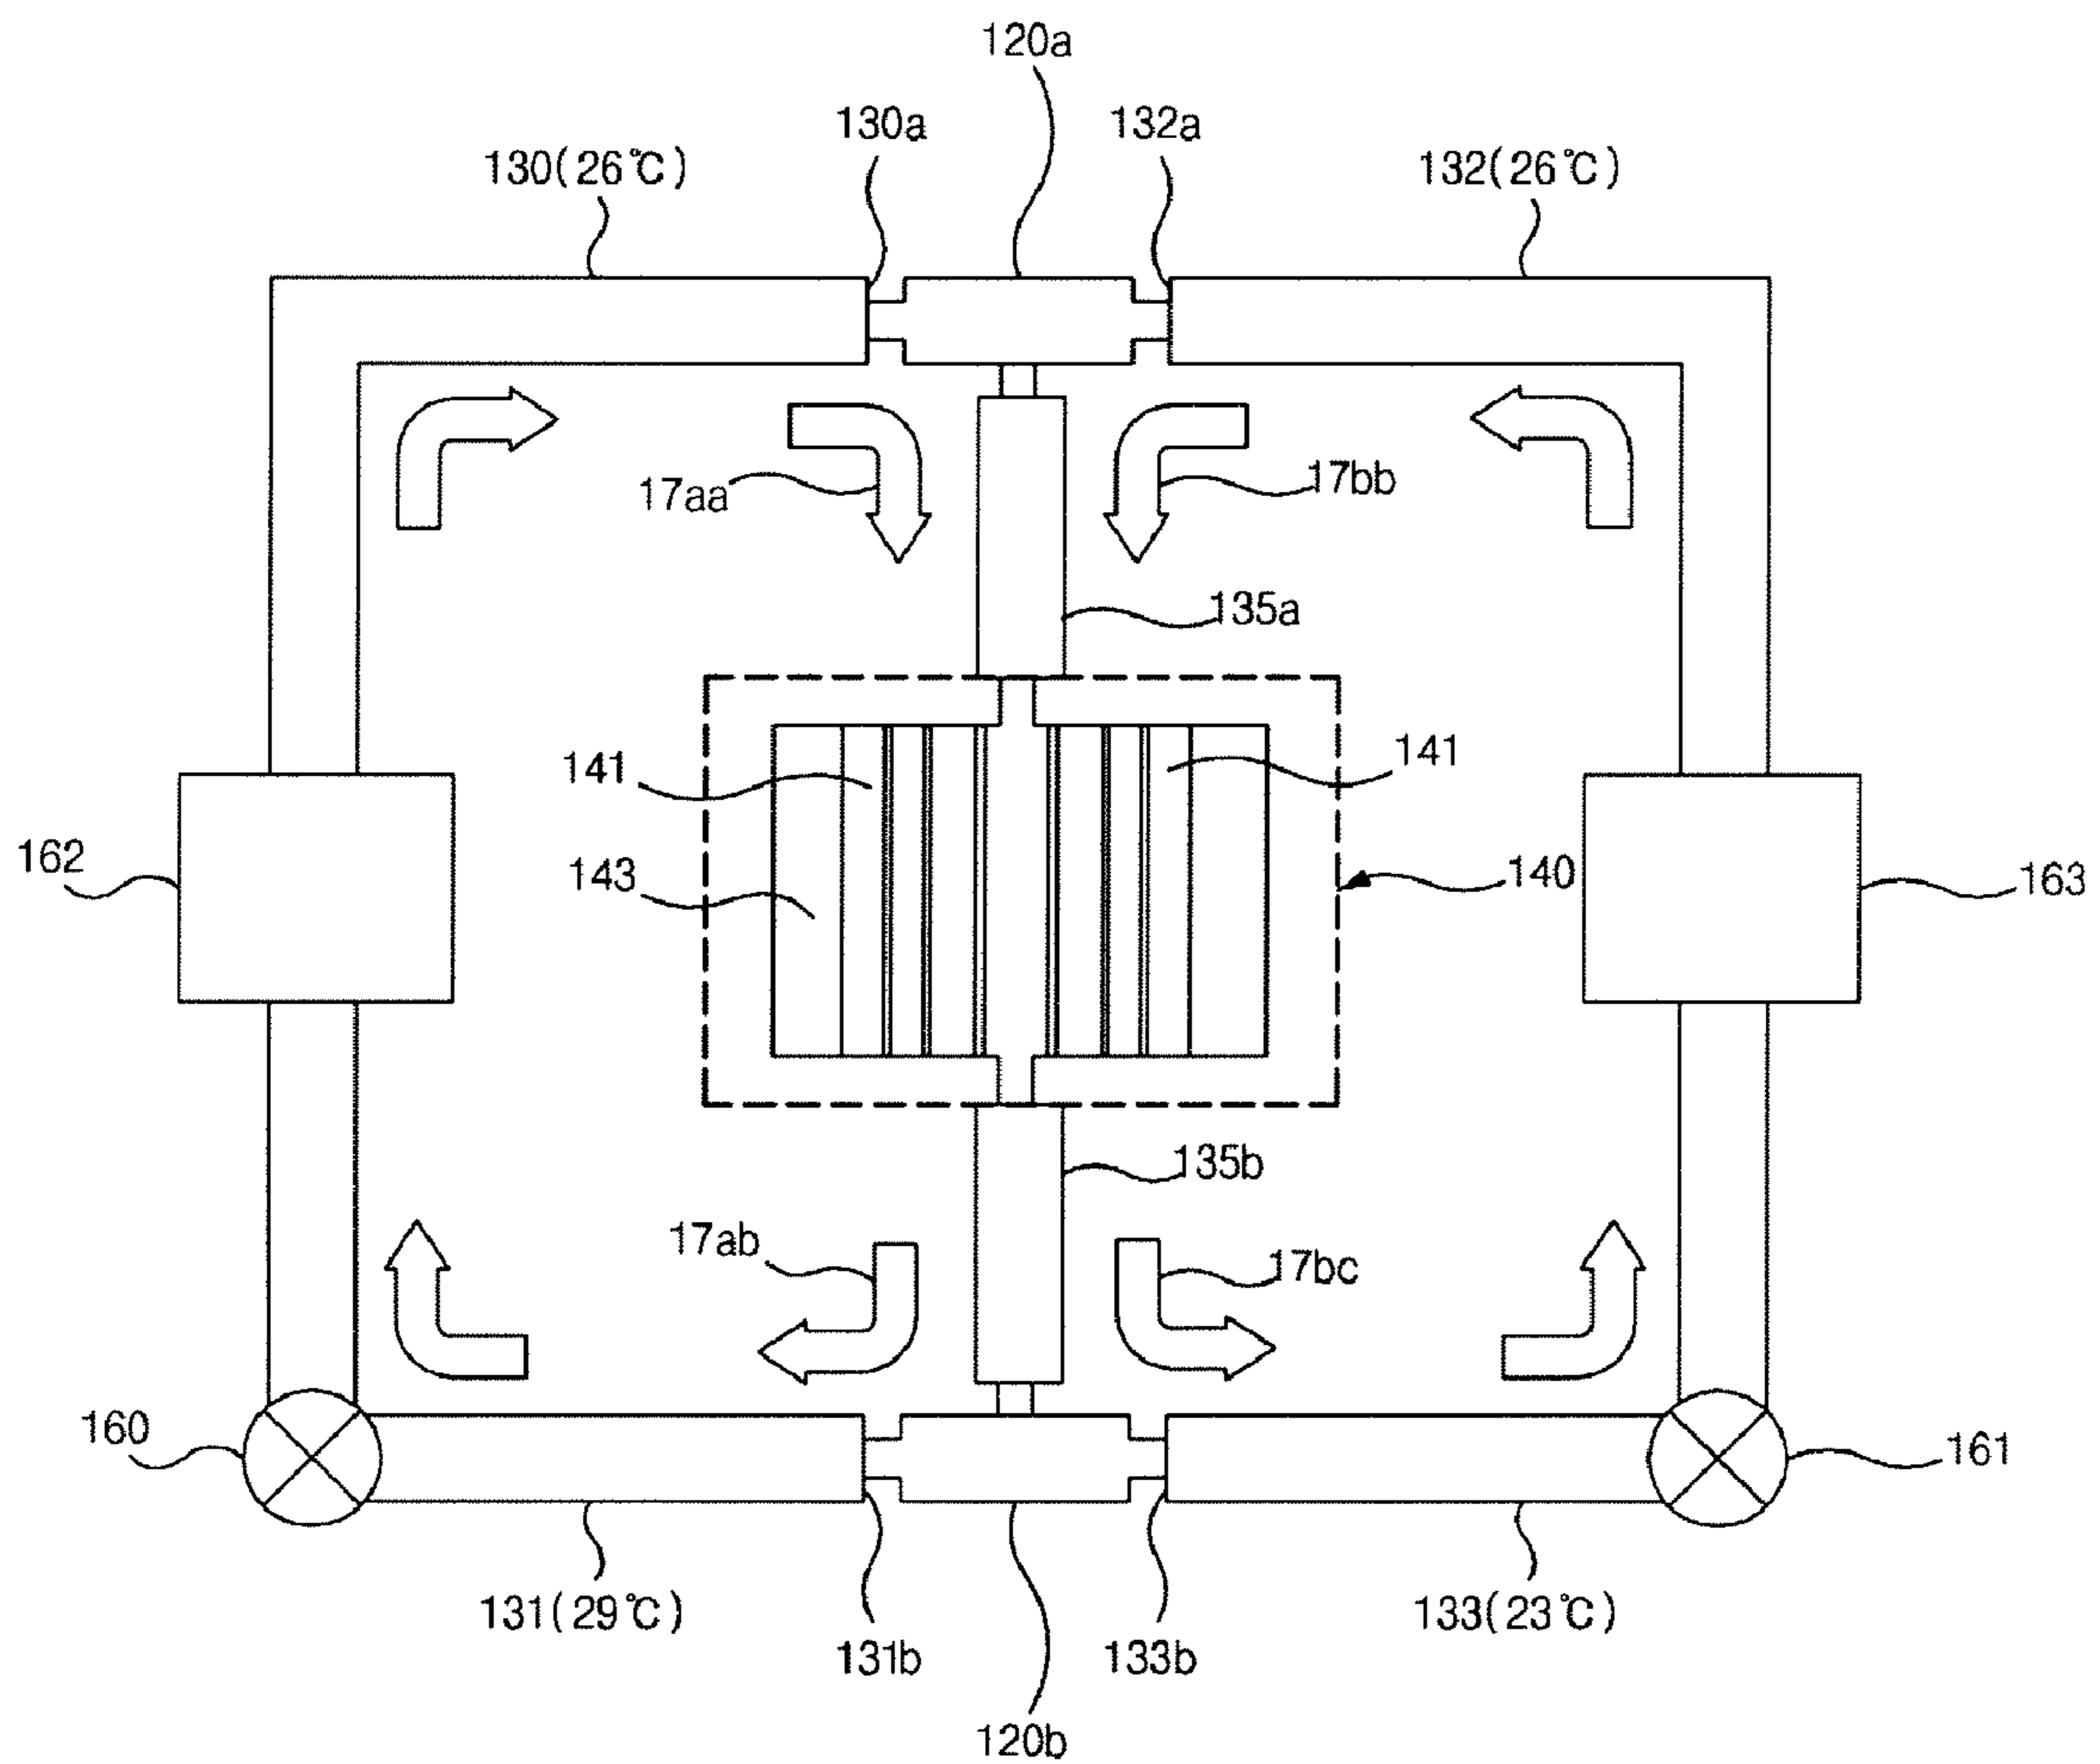 120a
130a
132a
130(26℃)
132(26℃)
17aa
17bb
135a
141
141
162
143
140
163
135b
17ab
17bc
160
161
131(29℃)
133(23℃)
131b
133b
120b